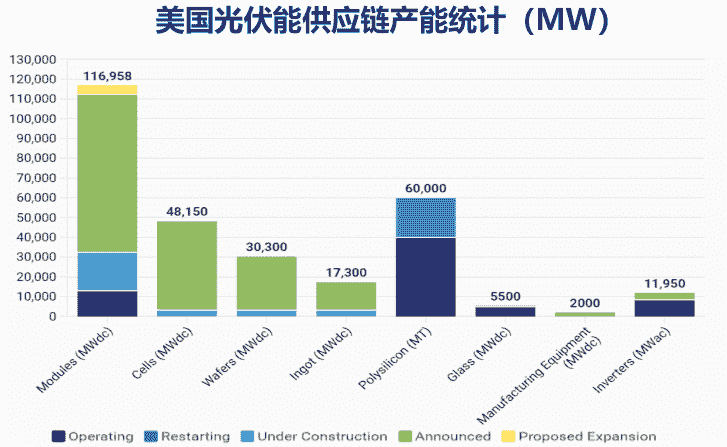 美国光伏能供应链产能统计（MW）
130,000
120,000
110,000
100,000
90,000
80,000
70,000
60,000
50,000
40,000
30,000
20,000
10,000
0
116,958
48,150
30,300
17,300
60,000
5500
2000
11,950
Modules (MWdc)
Cells (MWdc)
Wafers (MWdc)
Ingot (MWdc)
Polysilicon (MT)
Glass (MWdc)
Manufacturing Equipment
(MWdc)
Inverters (MWac)
Operating Restarting Under Construction Announced Proposed Expansion